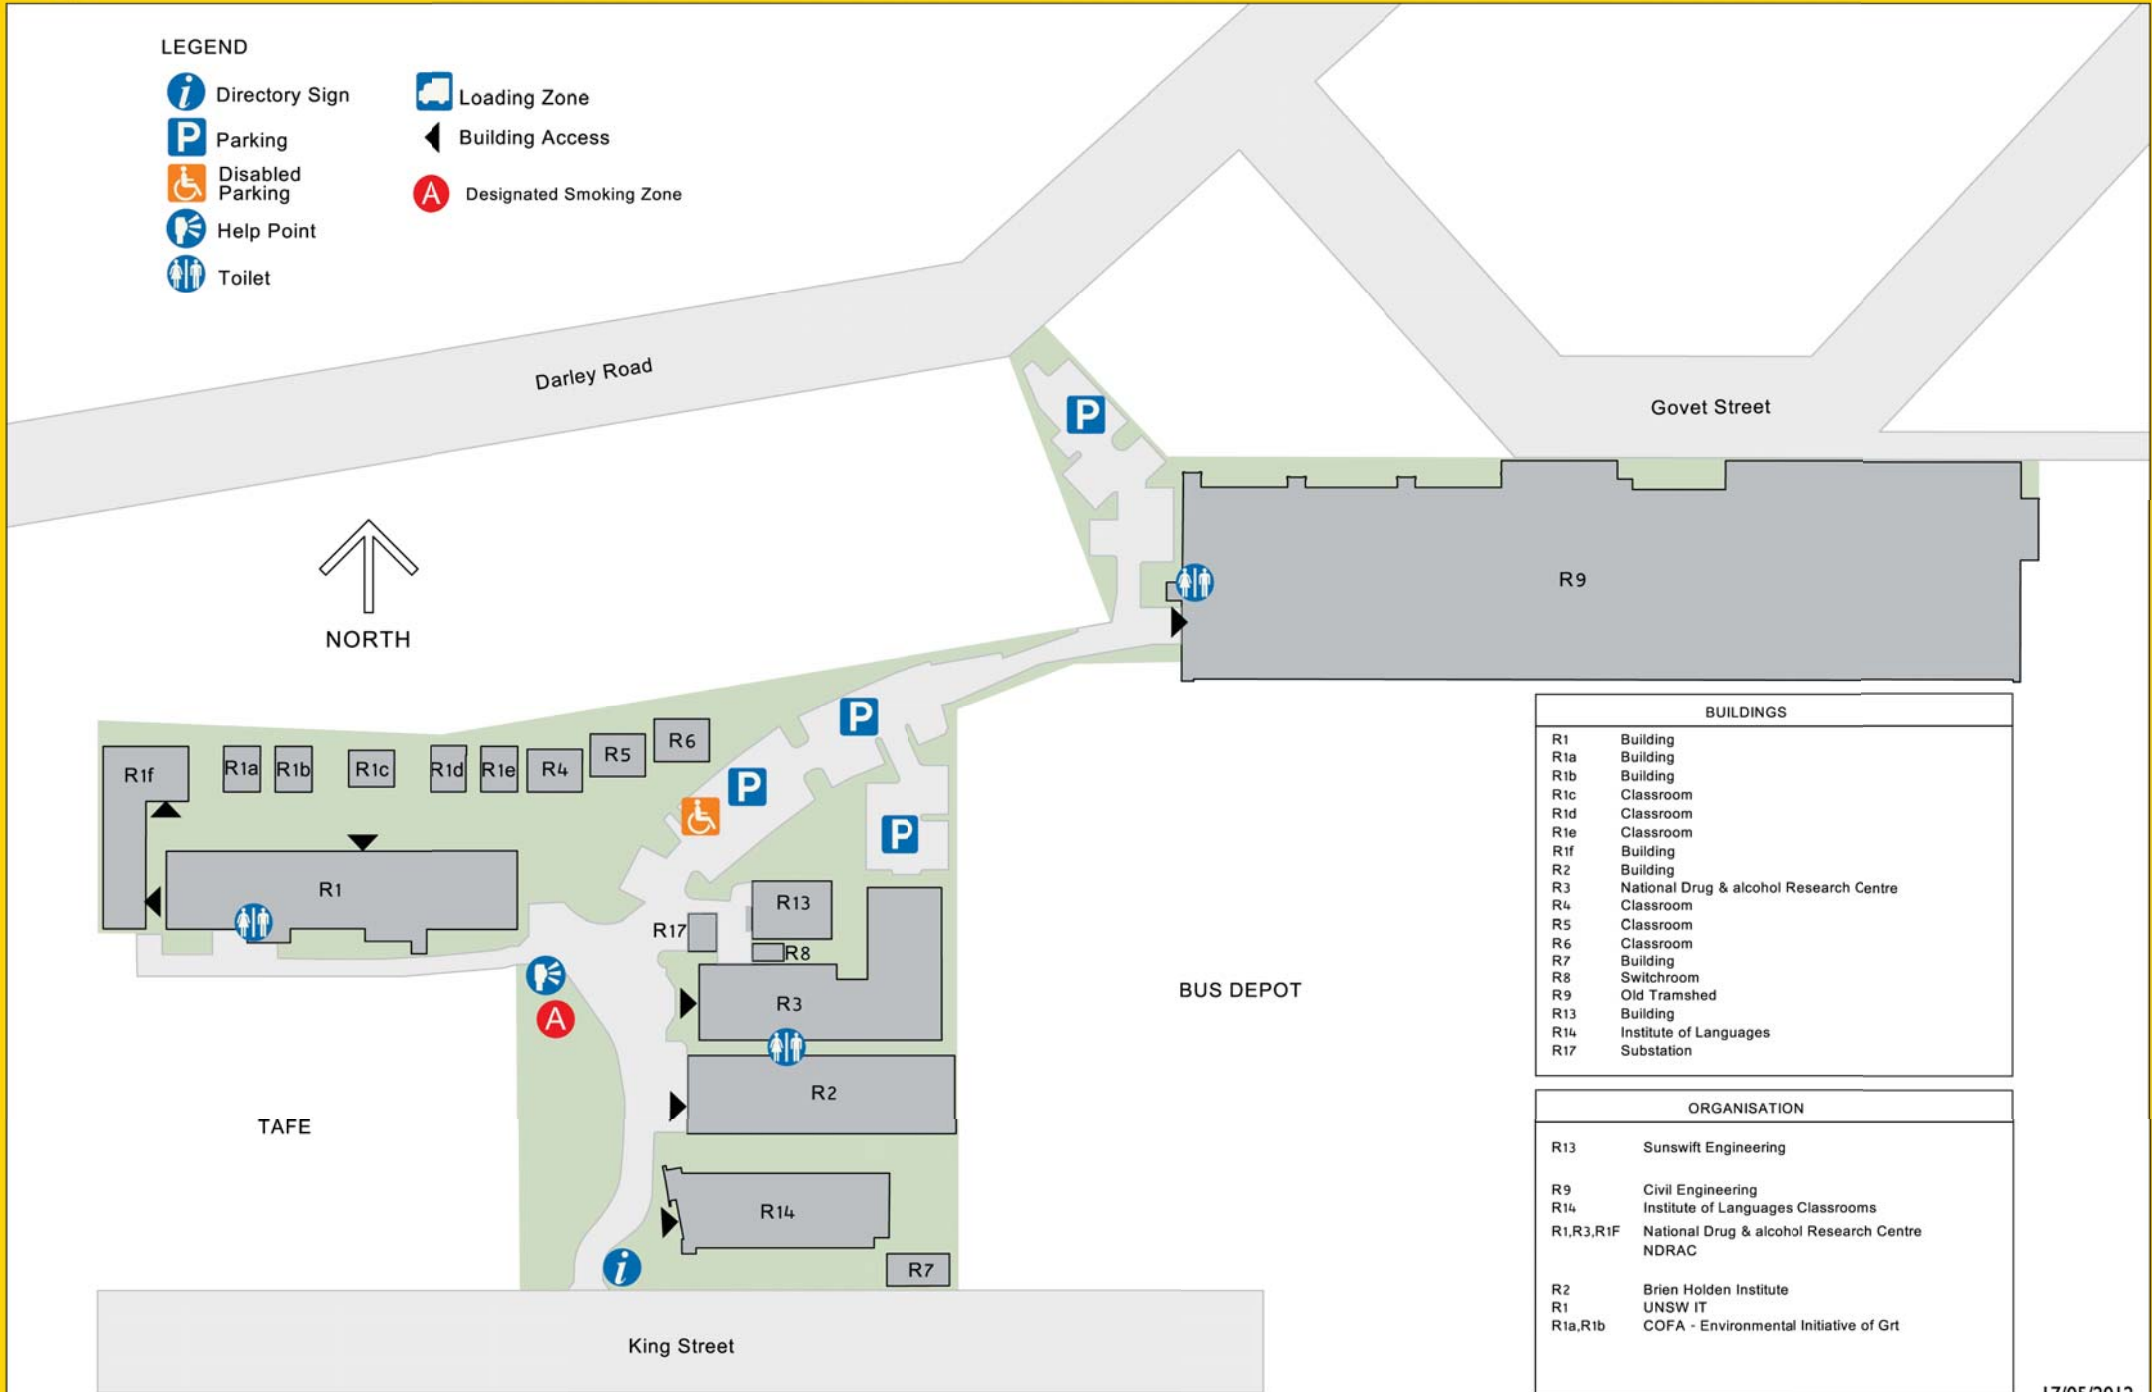 LEGEND
Directory Sign
Parking
Disabled
Parking
Help Point
Toilet
Loading Zone
Building Access
A
Designated Smoking Zone
Darley Road
Govet Street
P
NORTH
R9
P
R6
R5
R1f
R1a
R1b
R1c
R1d
R1e
R4
P
P
R1
R13
R17
R8
A
R3
BUS DEPOT
R2
TAFE
R14
R7
King Street
BUILDINGS
R1 Building
R1a Building
R1b Building
R1c Classroom
R1d Classroom
R1e Classroom
R1f Building
R2 Building
R3 National Drug & alcohol Research Centre
R4 Classroom
R5 Classroom
R6 Classroom
R7 Building
R8 Switchroom
R9 Old Tramshed
R13 Building
R14 Institute of Languages
R17 Substation
ORGANISATION
R13 Sunswift Engineering
R9 Civil Engineering
R14 Institute of Languages Classrooms
R1,R3,R1F National Drug & alcohol Research Centre
NDRAC
R2 Brien Holden Institute
R1 UNSW IT
R1a,R1b COFA - Environmental Initiative of Grt